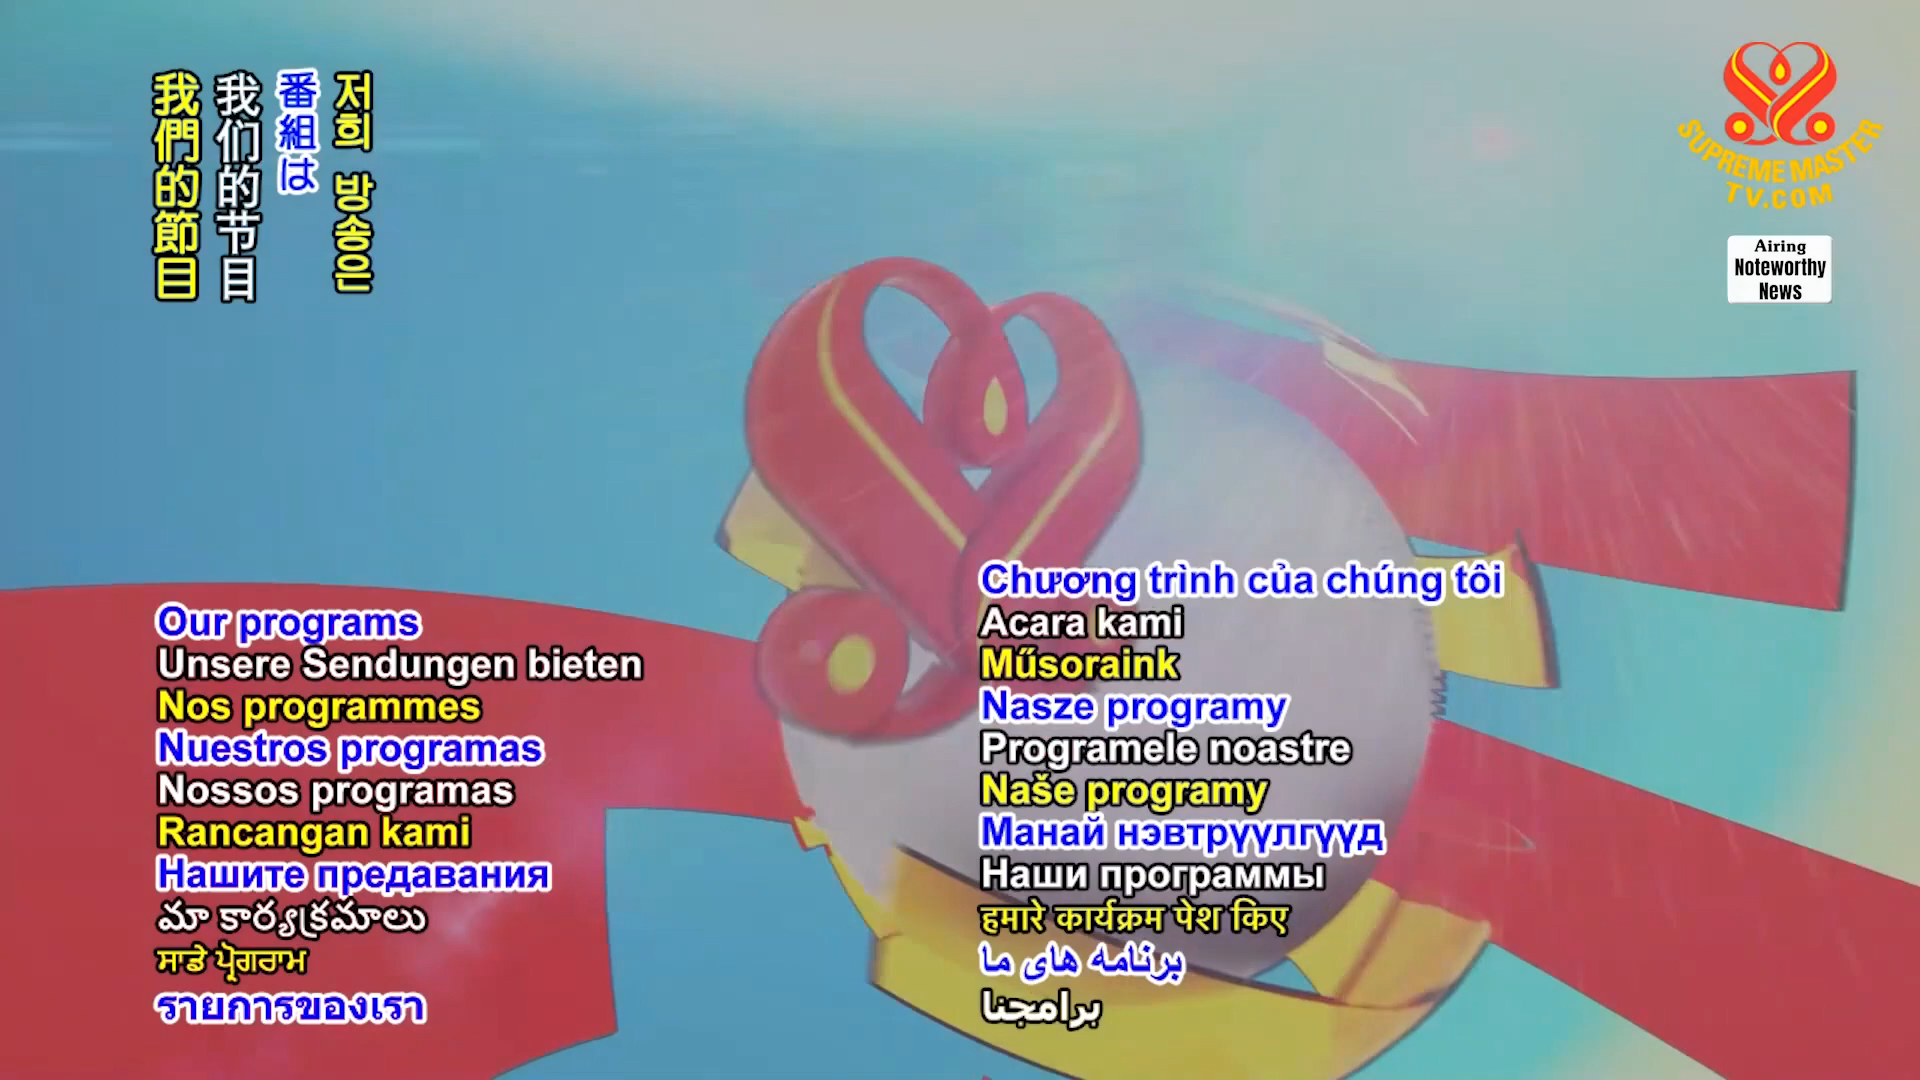 我們的節目
我们的节目
番組は
저희 방송은
SUPREME MASTER
TV.COM
Airing
Noteworthy
News
Our programs
Unsere Sendungen bieten
Nos programmes
Nuestros programas
Nossos programas
Rancangan kami
Нашите предавания
మా కార్యక్రమాలు
ਸਾਡੇ ਪ੍ਰੋਗਰਾਮ
รายการของเรา
Chương trình của chúng tôi
Acara kami
Műsoraink
Nasze programy
Programele noastre
Naše programy
Манай нэвтрүүлгүүд
Наши программы
हमारे कार्यक्रम पेश किए
برنامه های ما
برامجنا